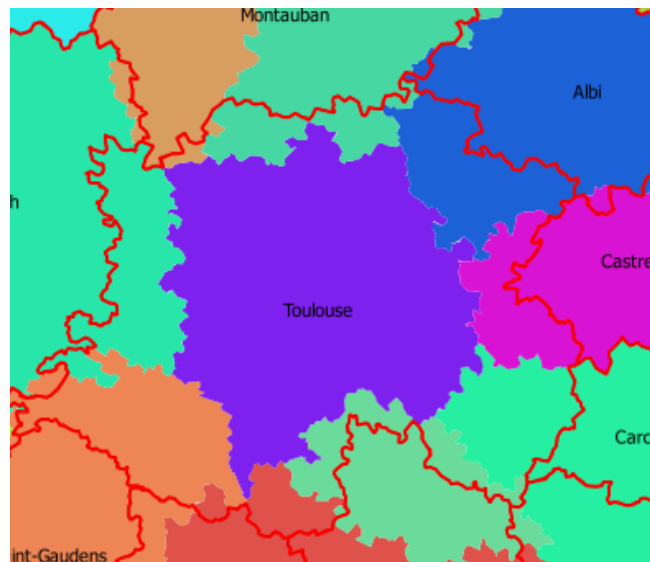 Montauban
Albi
h
Castre
Toulouse
Carc
int-Gaudens